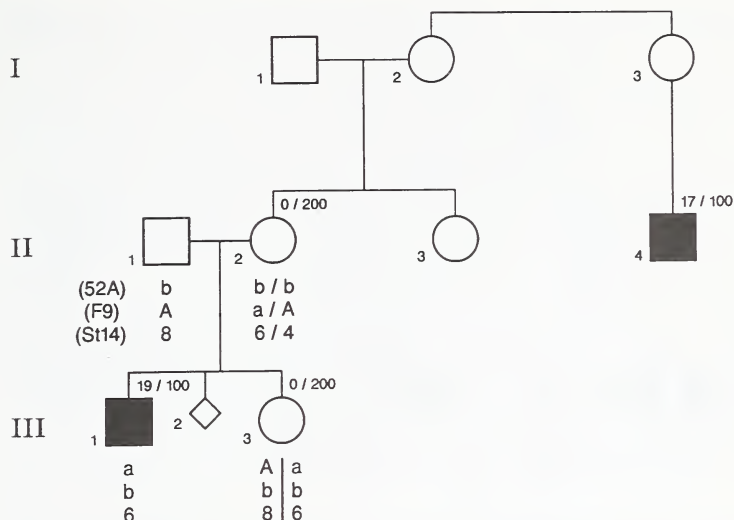 I
1
2
3
0 / 200
17 / 100
II
1
2
3
4
(52A) b b / b
(F9) A a / A
(St14) 8 6 / 4
19 / 100
0 / 200
III
1
2
3
a A a
b b b
6 8 6